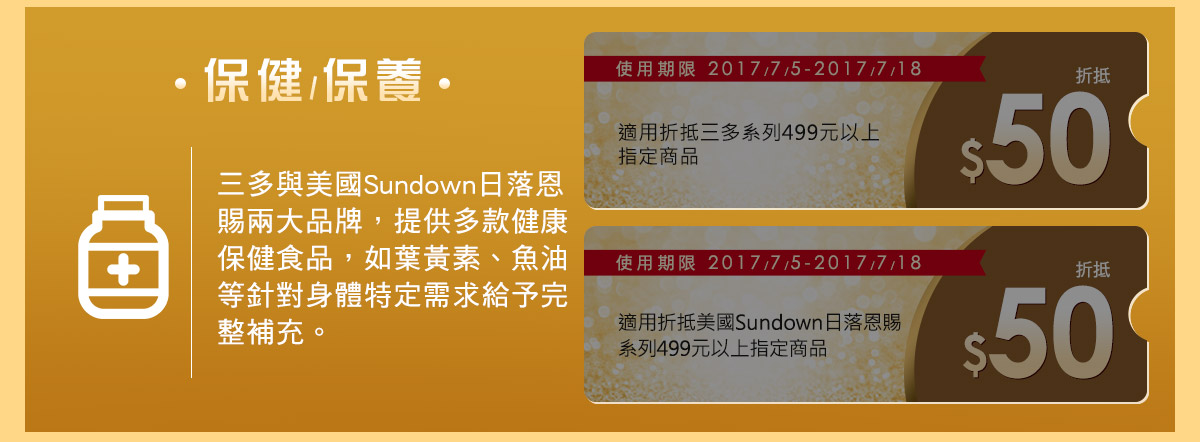 • 保健/保養 •
三多與美國Sundown日落恩
賜兩大品牌，提供多款健康
保健食品，如葉黃素、魚油
等針對身體特定需求給予完
整補充。
使用期限 2017/7/5-2017/7/18
折抵
$50
適用折抵三多系列499元以上
指定商品
使用期限 2017/7/5-2017/7/18
折抵
$50
適用折抵美國Sundown日落恩賜
系列499元以上指定商品